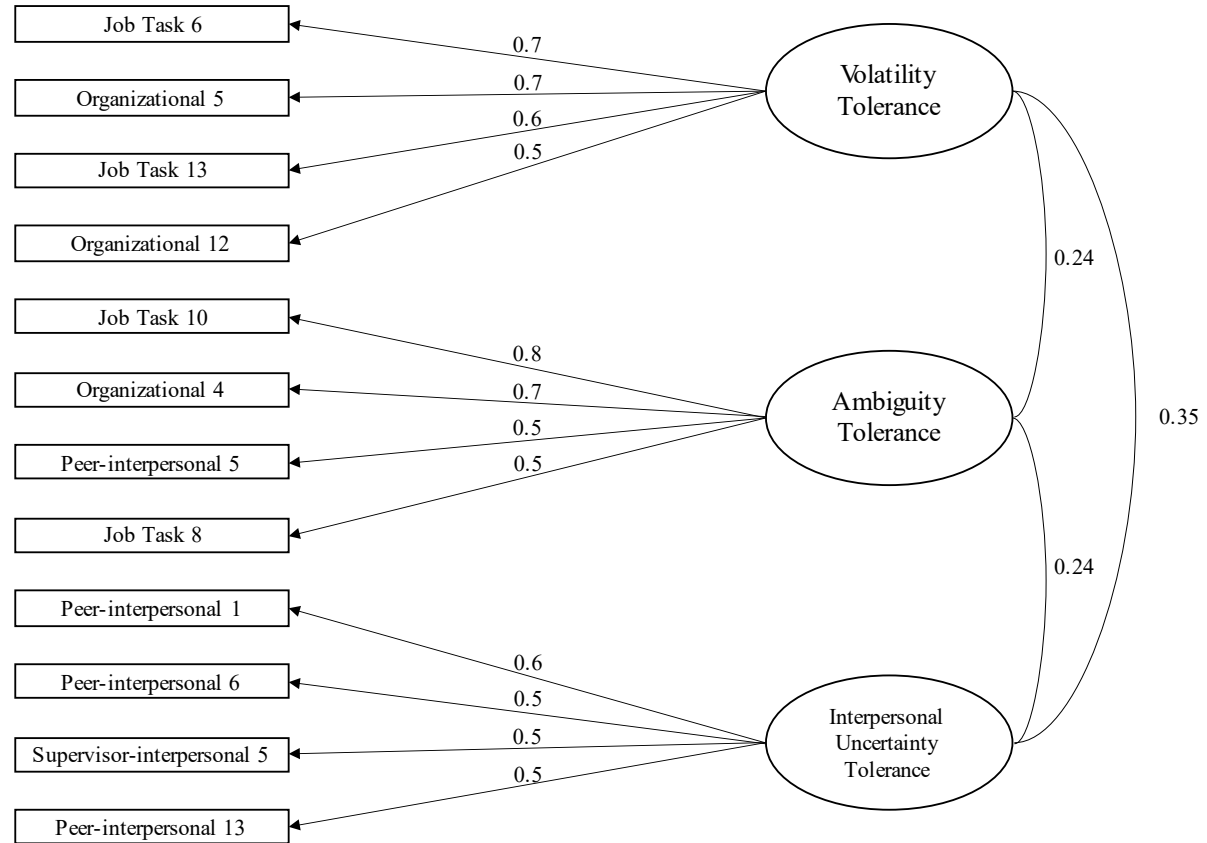 Job Task 6
Organizational 5
Job Task 13
Organizational 12
0.7
0.7
0.6
0.5
Volatility
Tolerance
Job Task 10
Organizational 4
Peer-interpersonal 5
Job Task 8
0.8
0.7
0.5
0.5
Ambiguity
Tolerance
Peer-interpersonal 1
Peer-interpersonal 6
Supervisor-interpersonal 5
Peer-interpersonal 13
0.6
0.5
0.5
0.5
Interpersonal
Uncertainty
Tolerance
0.24
0.24
0.35